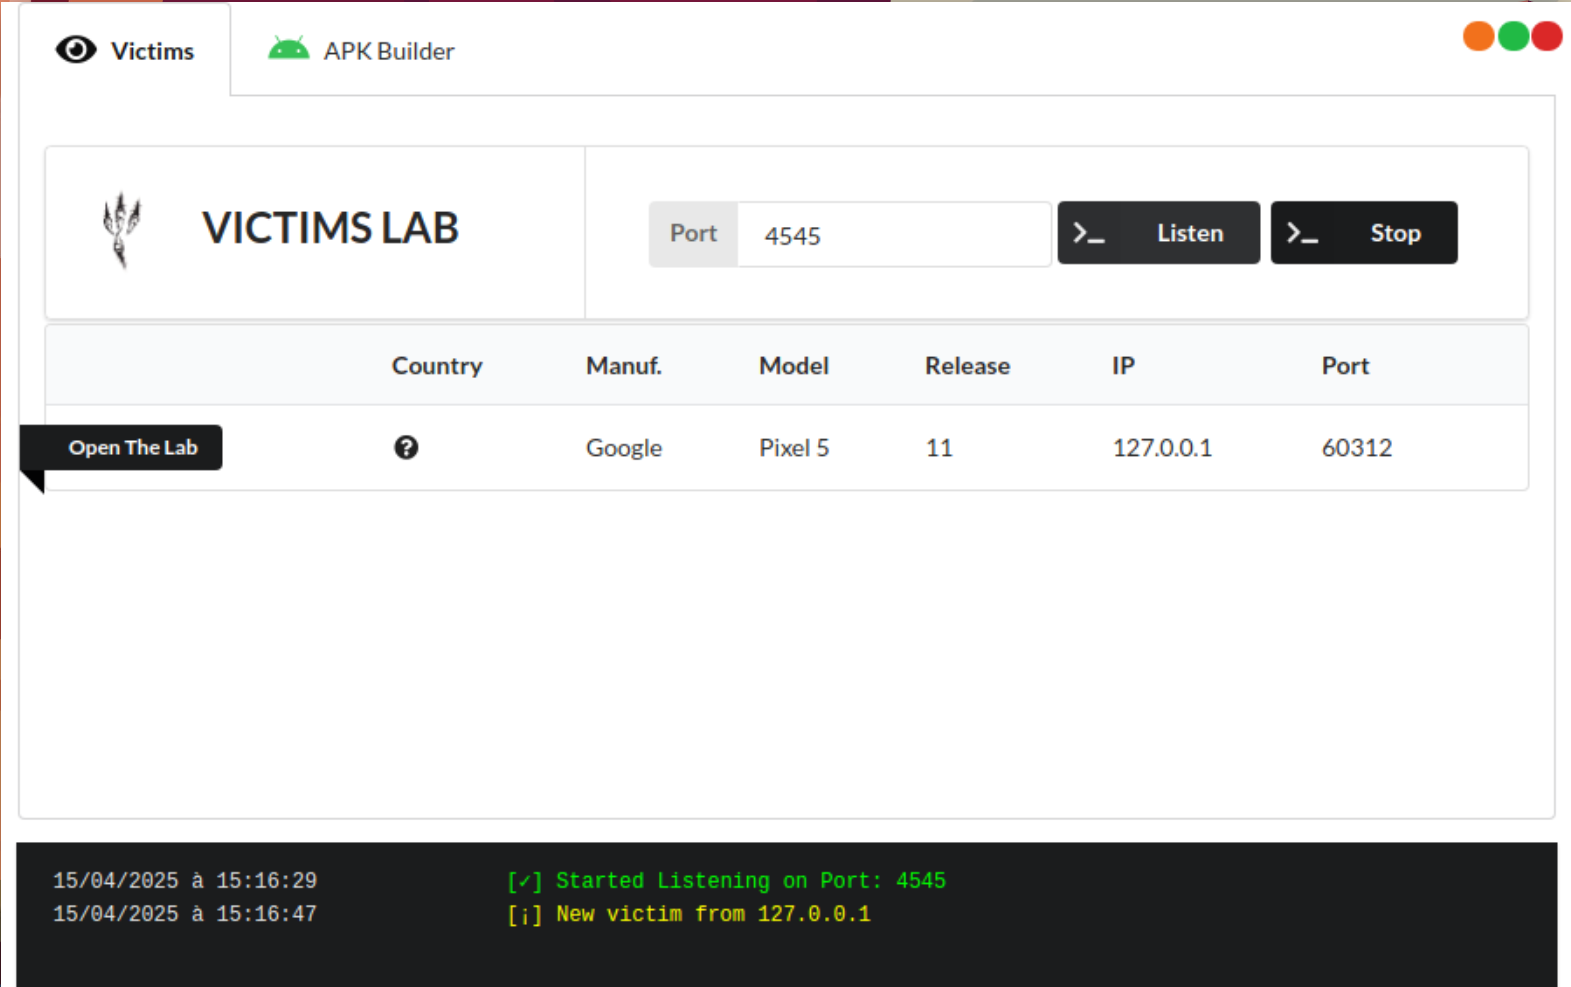 Victims APK Builder
VICTIMS LAB Port 4545 >_ Listen >_ Stop
Country Manuf. Model Release IP Port
Open The Lab ? Google Pixel 5 11 127.0.0.1 60312
15/04/2025 à 15:16:29 [✓] Started Listening on Port: 4545
15/04/2025 à 15:16:47 [¡] New victim from 127.0.0.1